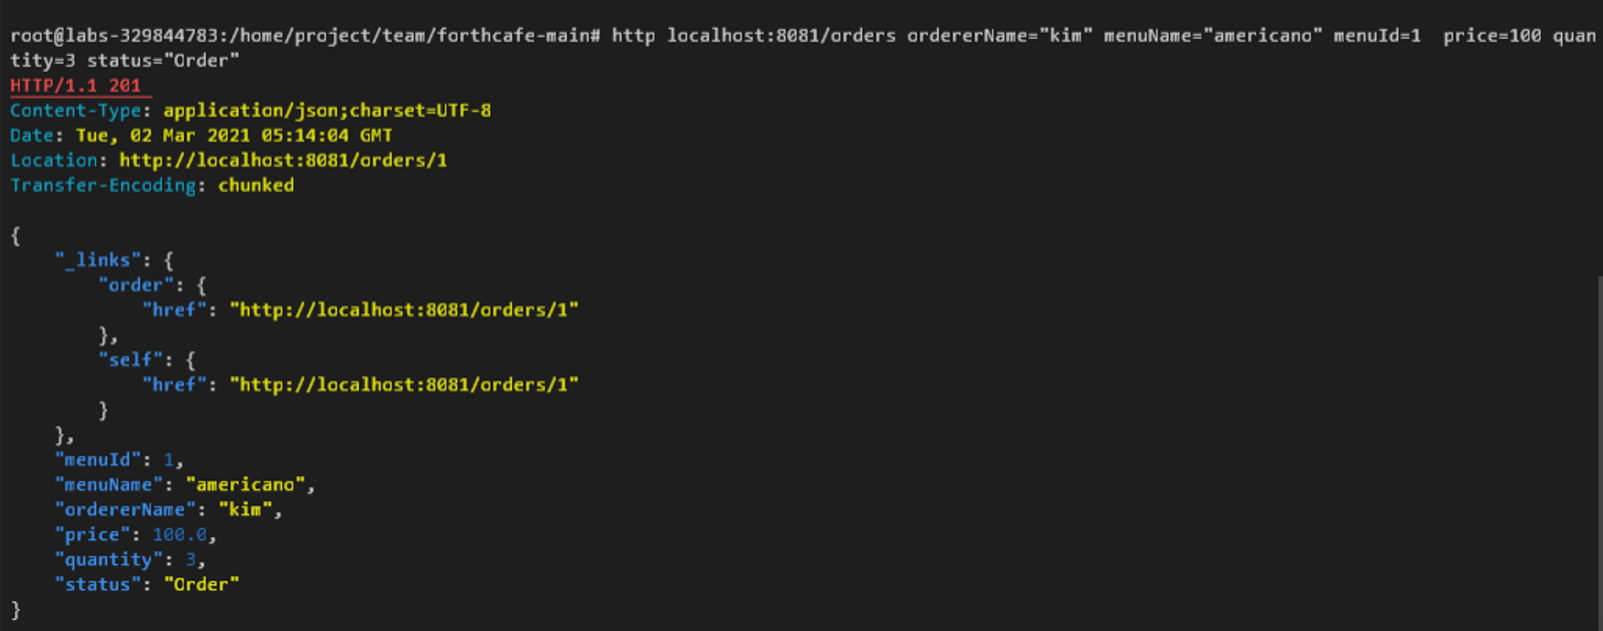 root@labs-329844783:/home/project/team/forthcafe-main# http localhost:8081/orders ordererName="kim" menuName="americano" menuId=1  price=100 quan
tity=3 status="Order"
HTTP/1.1 201
Content-Type: application/json;charset=UTF-8
Date: Tue, 02 Mar 2021 05:14:04 GMT
Location: http://localhost:8081/orders/1
Transfer-Encoding: chunked

{
    "_links": {
        "order": {
            "href": "http://localhost:8081/orders/1"
        },
        "self": {
            "href": "http://localhost:8081/orders/1"
        }
    },
    "menuId": 1,
    "menuName": "americano",
    "ordererName": "kim",
    "price": 100.0,
    "quantity": 3,
    "status": "Order"
}